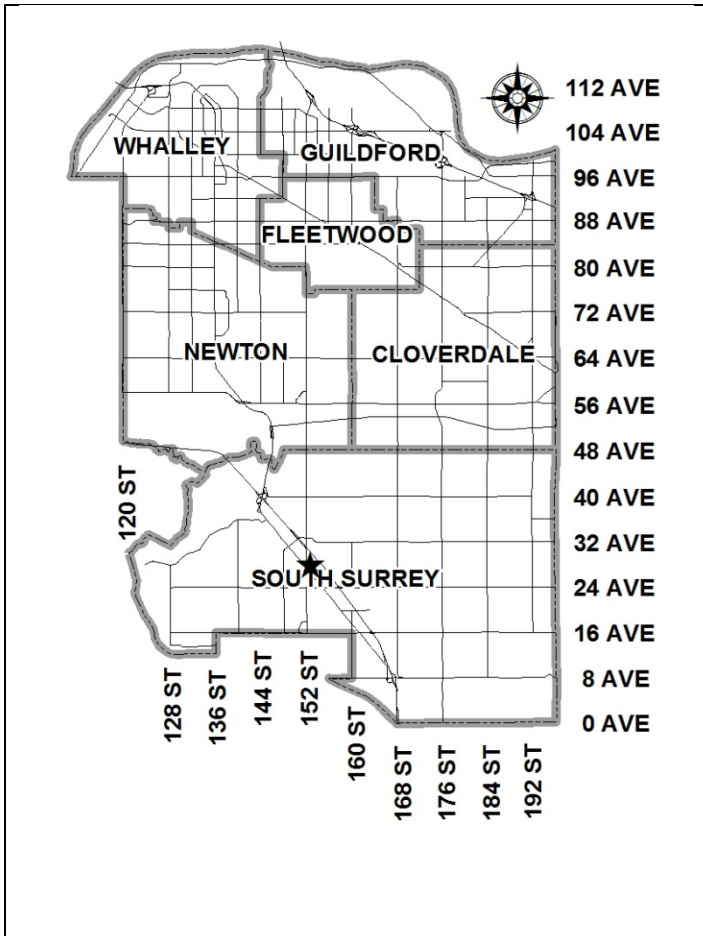 112 AVE
104 AVE
WHALLEY
GUILDFORD
96 AVE
88 AVE
FLEETWOOD
80 AVE
72 AVE
NEWTON
CLOVERDALE
64 AVE
56 AVE
48 AVE
120 ST
40 AVE
32 AVE
SOUTH SURREY
24 AVE
16 AVE
128 ST
136 ST
144 ST
152 ST
160 ST
8 AVE
0 AVE
168 ST
176 ST
184 ST
192 ST